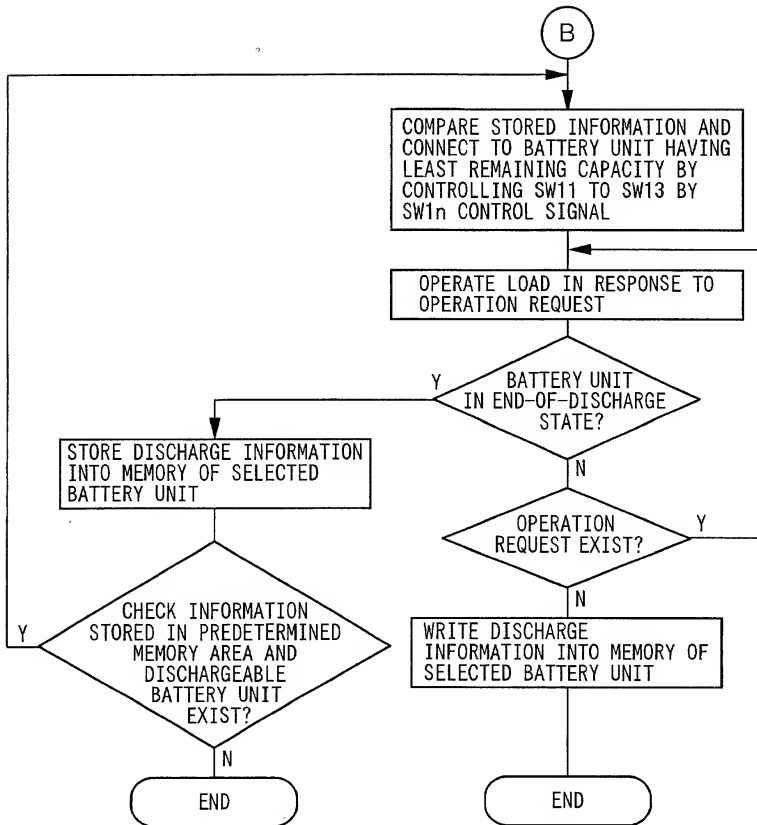 B
COMPARE STORED INFORMATION AND
CONNECT TO BATTERY UNIT HAVING
LEAST REMAINING CAPACITY BY
CONTROLLING SW11 TO SW13 BY
SW1n CONTROL SIGNAL
OPERATE LOAD IN RESPONSE TO
OPERATION REQUEST
BATTERY UNIT
IN END-OF-DISCHARGE
STATE?
Y
N
STORE DISCHARGE INFORMATION
INTO MEMORY OF SELECTED
BATTERY UNIT
OPERATION
REQUEST EXIST?
Y
N
CHECK INFORMATION
STORED IN PREDETERMINED
MEMORY AREA AND
DISCHARGEABLE
BATTERY UNIT
EXIST?
Y
N
WRITE DISCHARGE
INFORMATION INTO MEMORY OF
SELECTED BATTERY UNIT
END
END